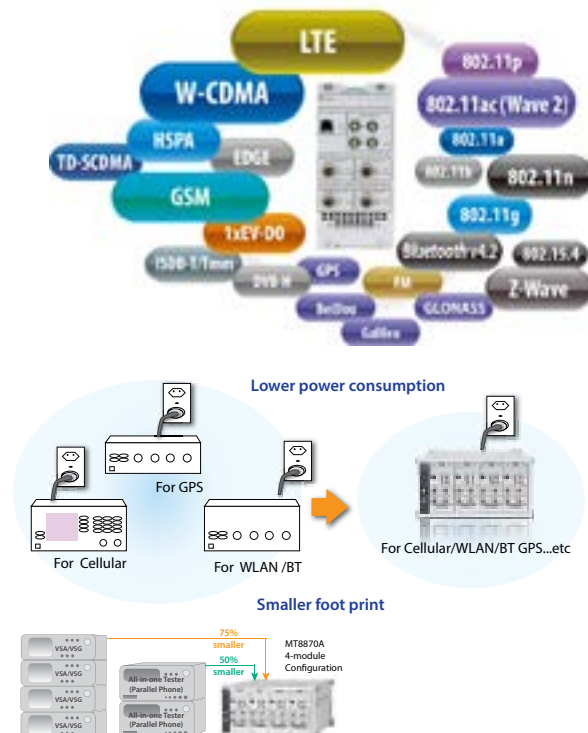 LTE
802.11p
W-CDMA
802.11ac (Wave 2)
HSPA
802.11a
TD-SCDMA
EDGE
802.11b
802.11n
GSM
802.11g
1xEV-DO
Bluetooth v4.2
802.15.4
ISDB-T/Tmm
DVB-H
GPS
FM
Z-Wave
BeiDou
GLONASS
Galileo
Lower power consumption
For GPS
For Cellular
For WLAN /BT
For Cellular/WLAN/BT GPS...etc
Smaller foot print
75%
smaller
MT8870A
4-module
Configuration
50%
smaller
VSA/VSG
VSA/VSG
VSA/VSG
VSA/VSG
All-in-one Tester
(Parallel Phone)
All-in-one Tester
(Parallel Phone)